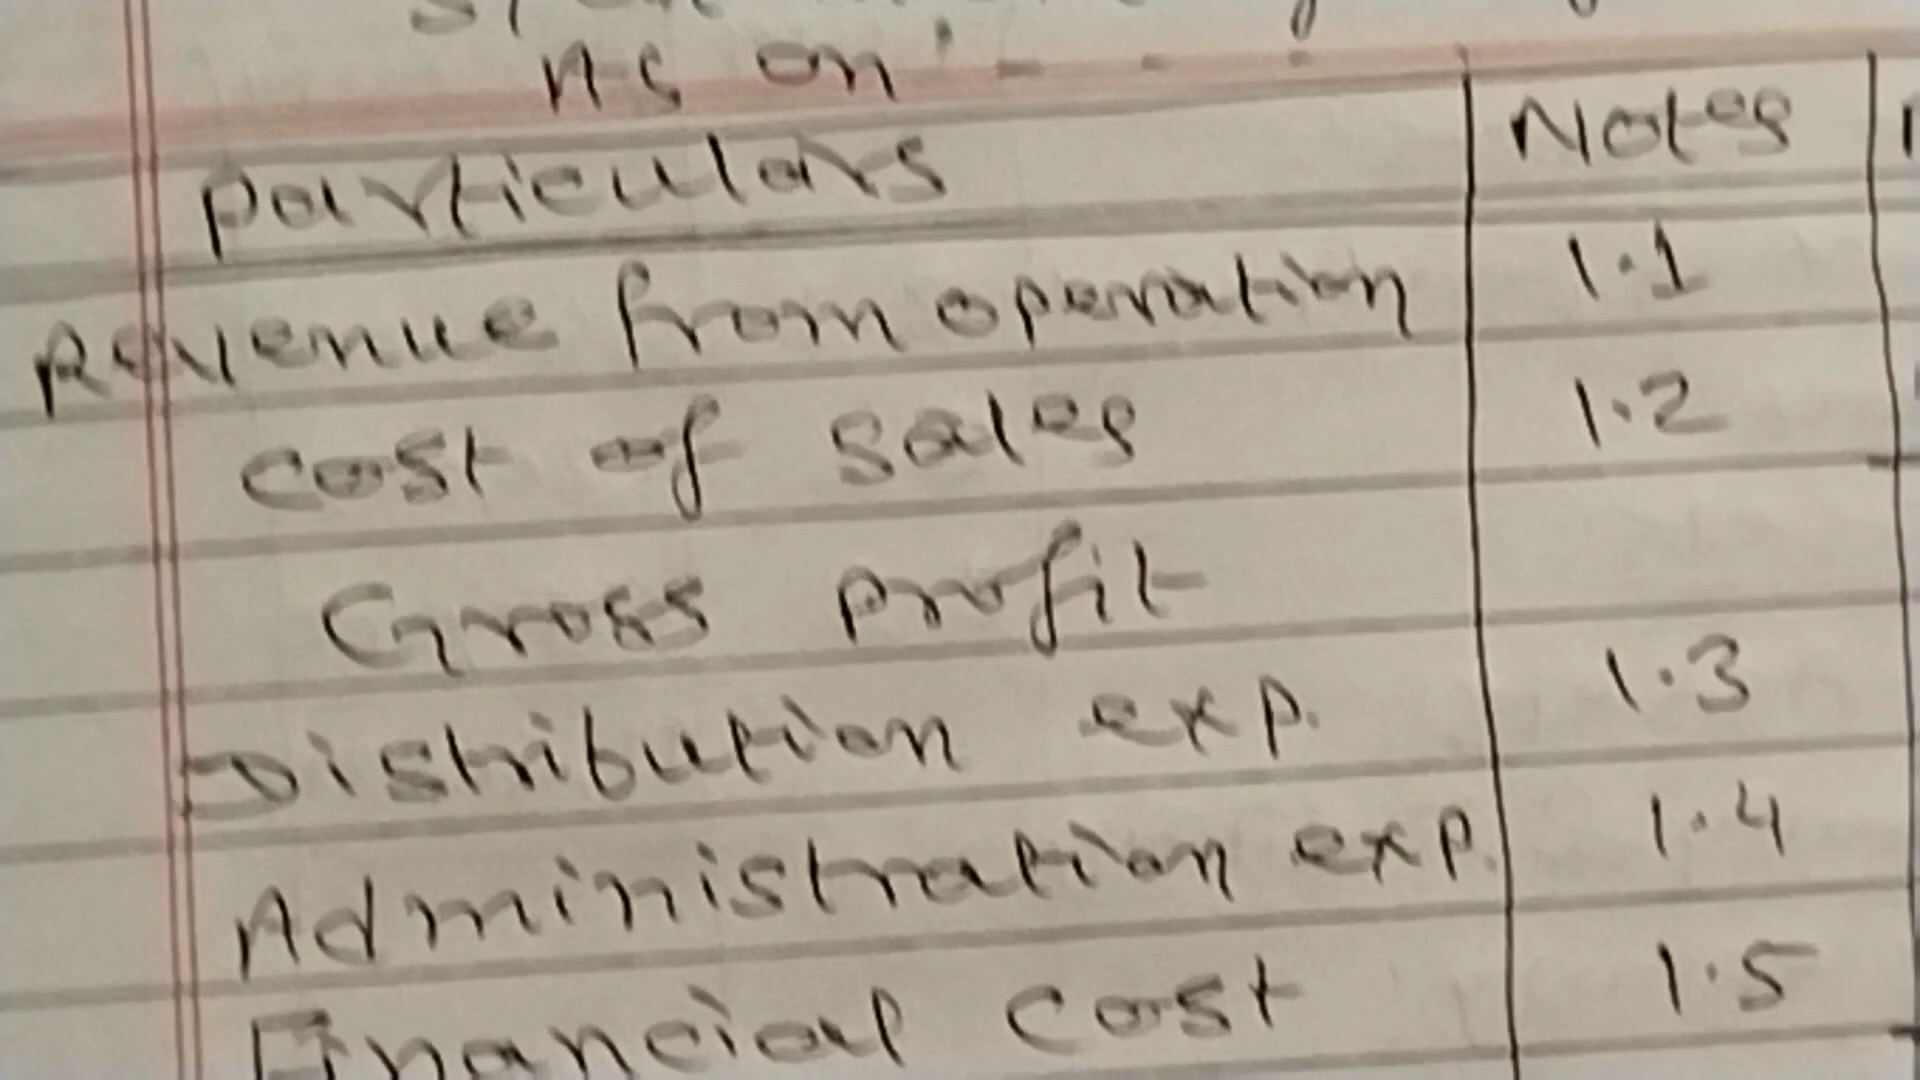 As on - - -
Particulars Notes
Revenue from operation 1.1
Cost of sales 1.2
Gross profit
Distribution exp. 1.3
Administration exp. 1.4
Financial cost 1.5